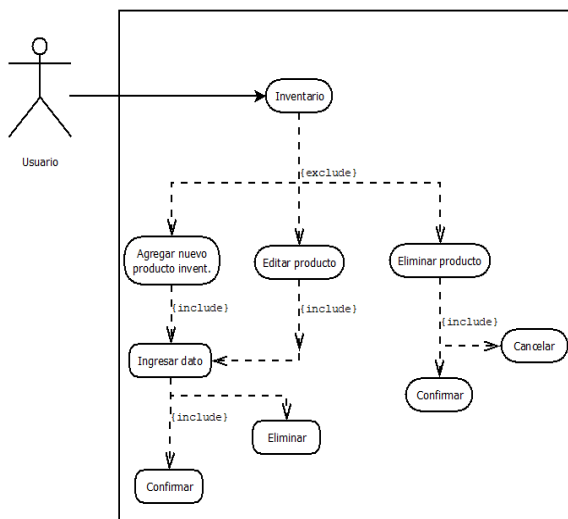 Inventario
Usuario
{exclude}
Agregar nuevo
producto invent.
Editar producto
Eliminar producto
{include}
{include}
{include}
Cancelar
Ingresar dato
Confirmar
{include}
Eliminar
Confirmar